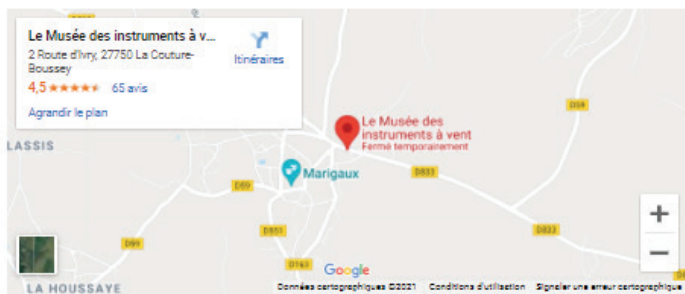 Le Musée des instruments à v...
2 Route d'Ivry, 27750 La Couture-
Boussey
Itinéraires
4,5 ★★★★★ 65 avis
Agrandir le plan
D59
Le Musée des
instruments à vent
Fermé temporairement
LASSIS
Marigaux
D833
D59
D833
D59
D551
D163
LA HOUSSAYE
Google
Données cartographiques ©2021
Conditions d'utilisation
Signaler une erreur cartographique
+
−